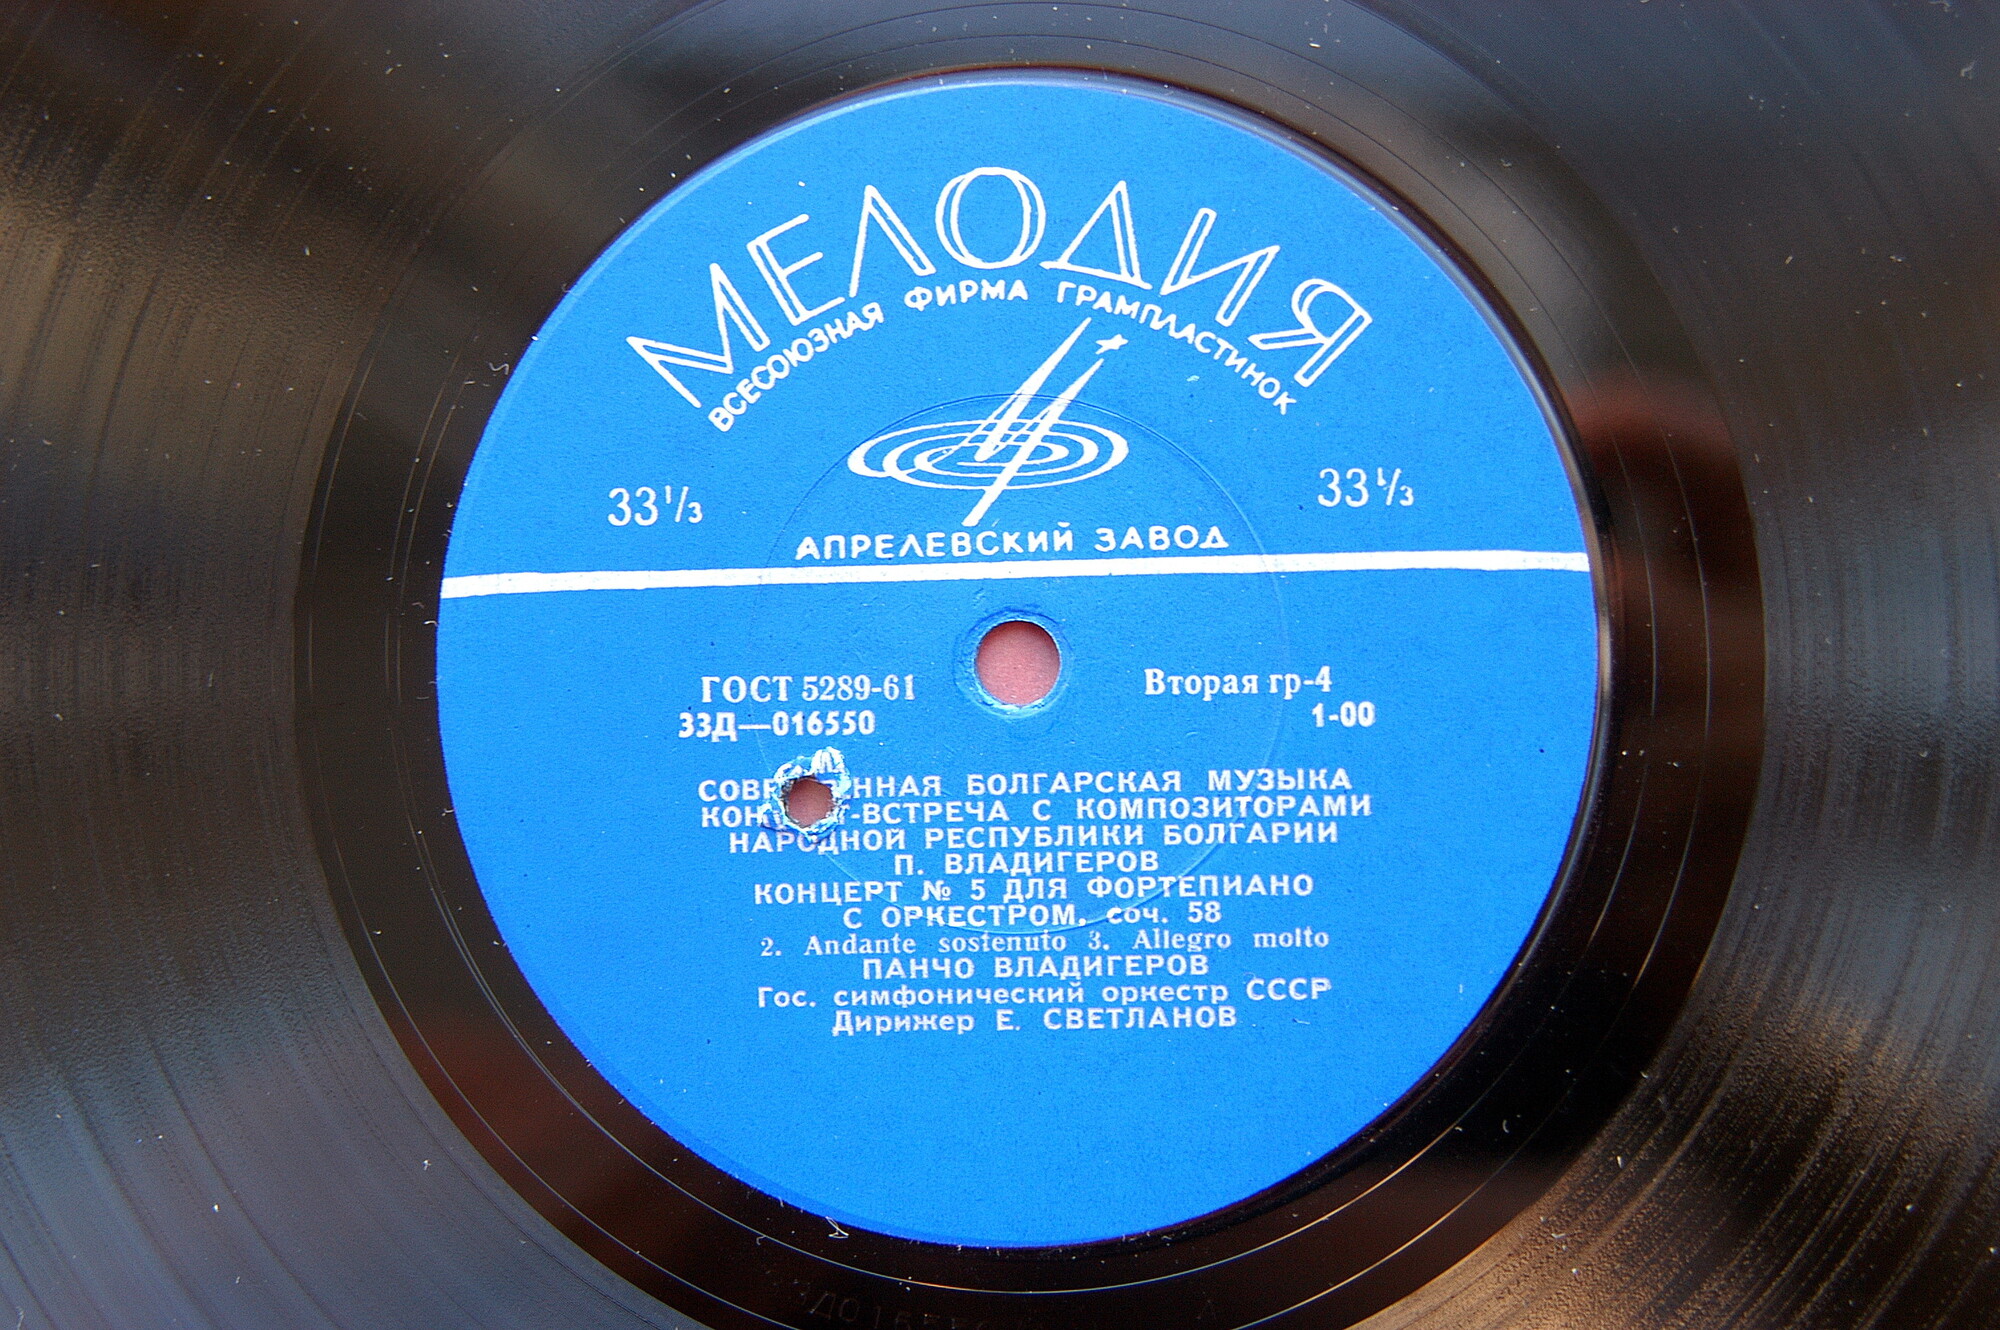 МЕЛОДИЯ
ВСЕСОЮЗНАЯ ФИРМА ГРАМПЛАСТИНОК
33⅓ 33⅓
АПРЕЛЕВСКИЙ ЗАВОД
ГОСТ 5289-61 Вторая гр-4
33Д—016550 1-00
БОЛГАРСКАЯ МУЗЫКА
-ВСТРЕЧА С КОМПОЗИТОРАМИ
НАРОДНОЙ РЕСПУБЛИКИ БОЛГАРИИ
П. ВЛАДИГЕРОВ
КОНЦЕРТ № 5 ДЛЯ ФОРТЕПИАНО
С ОРКЕСТРОМ, соч. 58
2. Andante sostenuto 3. Allegro molto
ПАНЧО ВЛАДИГЕРОВ
Гос. симфонический оркестр СССР
Дирижер Е. СВЕТЛАНОВ